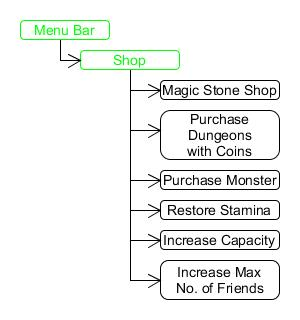 Menu Bar
Shop
Magic Stone Shop
Purchase
Dungeons
with Coins
Purchase Monster
Restore Stamina
Increase Capacity
Increase Max
No. of Friends